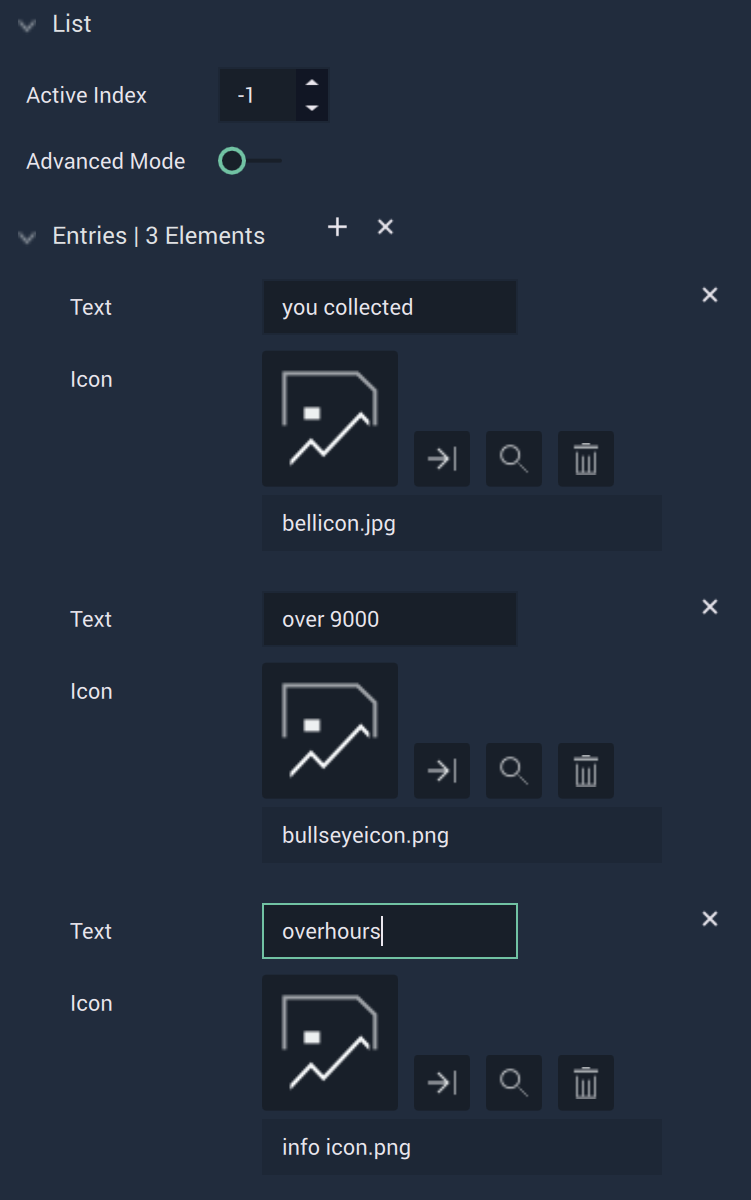 List
Active Index -1
Advanced Mode
Entries | 3 Elements
Text you collected
Icon
bellicon.jpg
Text over 9000
Icon
bullseyeicon.png
Text overhours
Icon
info icon.png